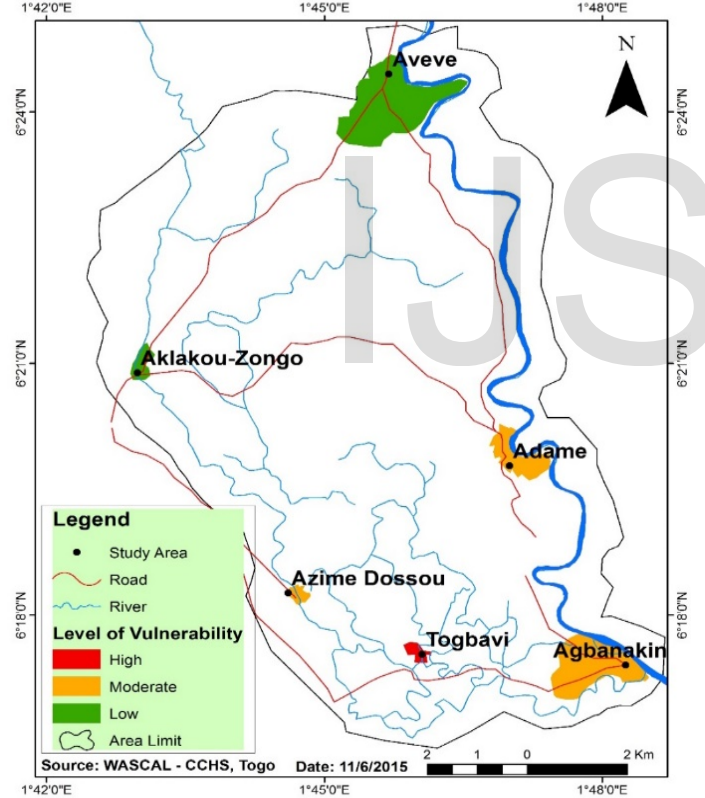 1°42'0"E 1°45'0"E 1°48'0"E
N
Aveve
6°24'0"N 6°24'0"N
IJS
Aklakou-Zongo
6°21'0"N 6°21'0"N
Adame
Legend
Study Area
Road
River
Level of Vulnerability
High
Moderate
Low
Area Limit
Azime Dossou
6°18'0"N 6°18'0"N
Togbavi
Agbanakin
2 1 0 2 Km
Source: WASCAL - CCHS, Togo Date: 11/6/2015
1°42'0"E 1°45'0"E 1°48'0"E